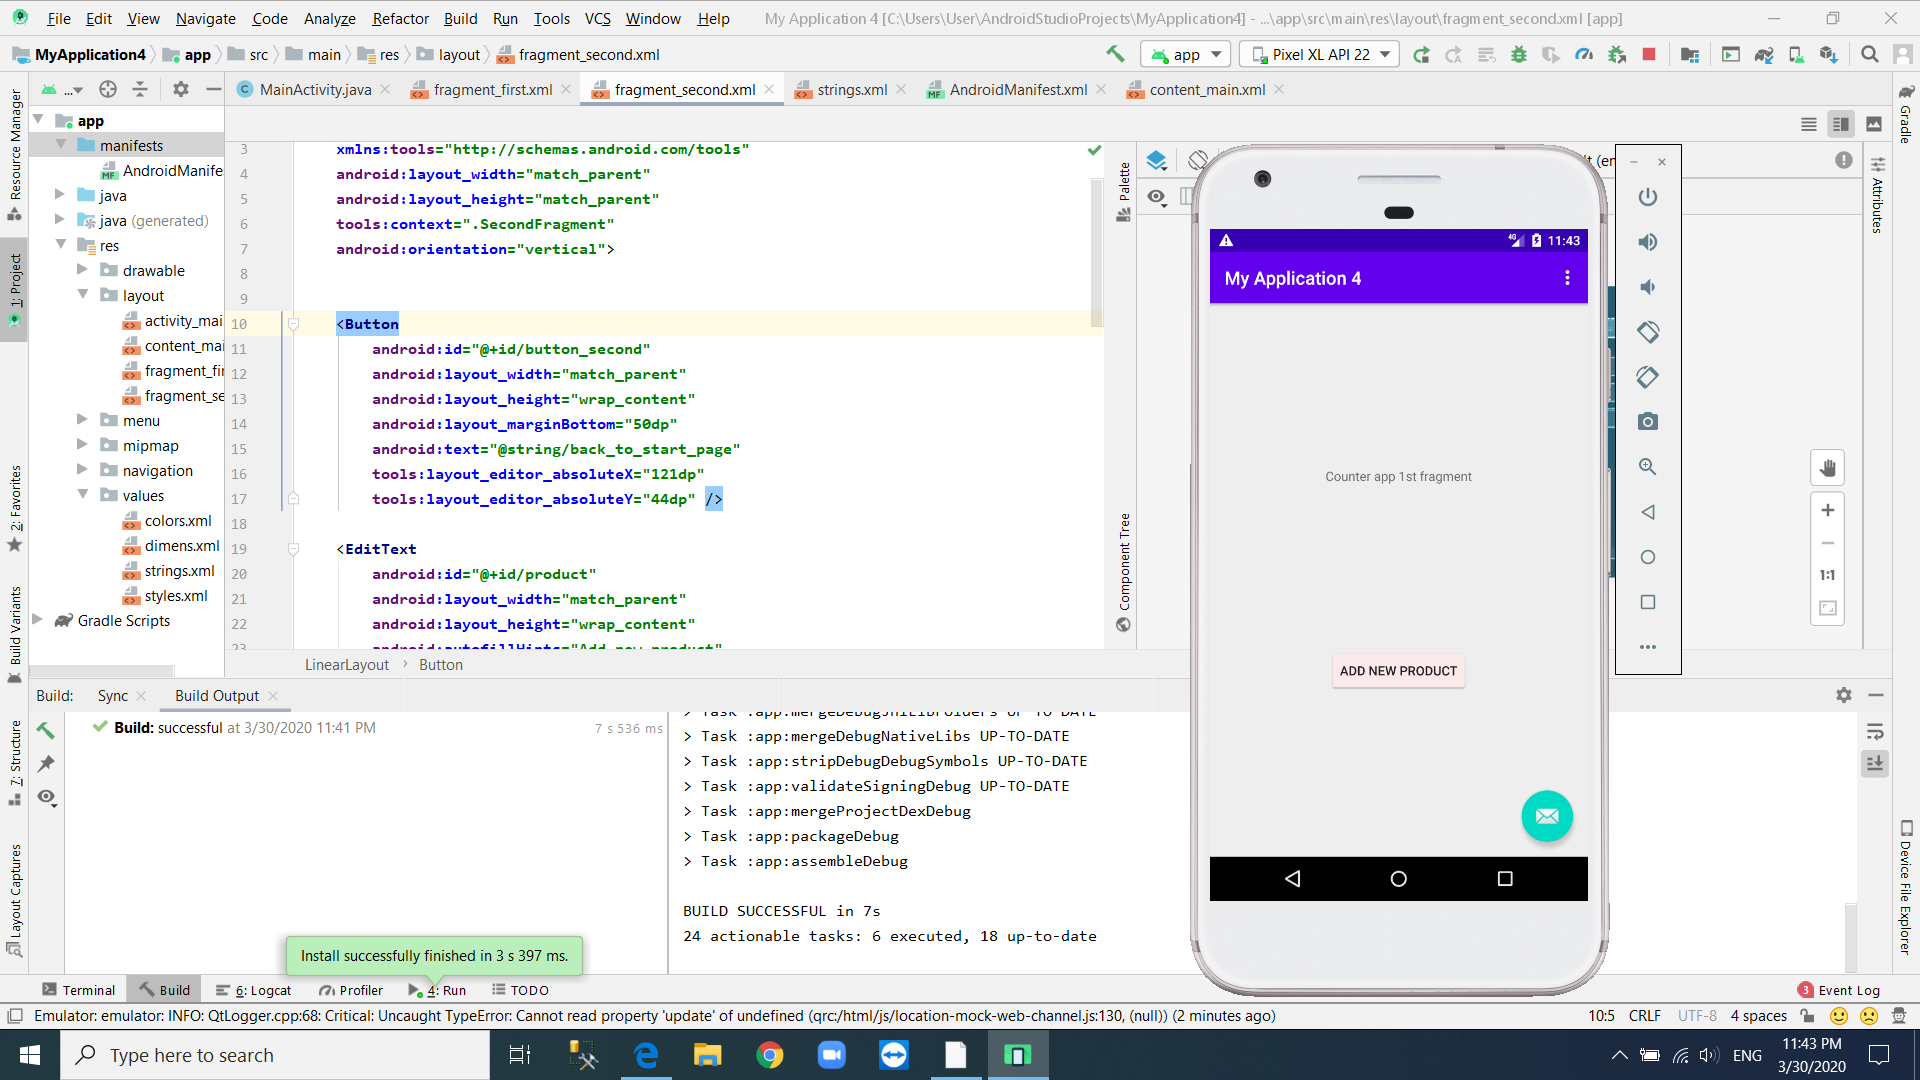 File Edit View Navigate Code Analyze Refactor Build Run Tools VCS Window Help My Application 4 [C:\Users\User\AndroidStudioProjects\MyApplication4] - ...\app\src\main\res\layout\fragment_second.xml [app]
MyApplication4 app src main res layout fragment_second.xml app Pixel XL API 22
... MainActivity.java fragment_first.xml fragment_second.xml strings.xml AndroidManifest.xml content_main.xml
Resource Manager
1: Project
2: Favorites
Build Variants
7: Structure
Layout Captures
app
manifests
AndroidManife
java
java (generated)
res
drawable
layout
activity_mai
content_mai
fragment_fir
fragment_se
menu
mipmap
navigation
values
colors.xml
dimens.xml
strings.xml
styles.xml
Gradle Scripts
3 xmlns:tools="http://schemas.android.com/tools"
4 android:layout_width="match_parent"
5 android:layout_height="match_parent"
6 tools:context=".SecondFragment"
7 android:orientation="vertical">
8
9
10 <Button
11 android:id="@+id/button_second"
12 android:layout_width="match_parent"
13 android:layout_height="wrap_content"
14 android:layout_marginBottom="50dp"
15 android:text="@string/back_to_start_page"
16 tools:layout_editor_absoluteX="121dp"
17 tools:layout_editor_absoluteY="44dp" />
18
19 <EditText
20 android:id="@+id/product"
21 android:layout_width="match_parent"
22 android:layout_height="wrap_content"
23 android:autofillHints="Add new product"
LinearLayout › Button
Palette
Component Tree
lt (en
Attributes
Gradle
Device File Explorer
1:1
4G 11:43
My Application 4
Counter app 1st fragment
ADD NEW PRODUCT
Build: Sync Build Output
Build: successful at 3/30/2020 11:41 PM 7 s 536 ms
> Task :app:mergeDebugJniLibFolders UP-TO-DATE
> Task :app:mergeDebugNativeLibs UP-TO-DATE
> Task :app:stripDebugDebugSymbols UP-TO-DATE
> Task :app:validateSigningDebug UP-TO-DATE
> Task :app:mergeProjectDexDebug
> Task :app:packageDebug
> Task :app:assembleDebug
BUILD SUCCESSFUL in 7s
24 actionable tasks: 6 executed, 18 up-to-date
Install successfully finished in 3 s 397 ms.
Terminal Build 6: Logcat Profiler 4: Run TODO 3 Event Log
Emulator: emulator: INFO: QtLogger.cpp:68: Critical: Uncaught TypeError: Cannot read property 'update' of undefined (qrc:/html/js/location-mock-web-channel.js:130, (null)) (2 minutes ago) 10:5 CRLF UTF-8 4 spaces
Type here to search ENG 11:43 PM
3/30/2020